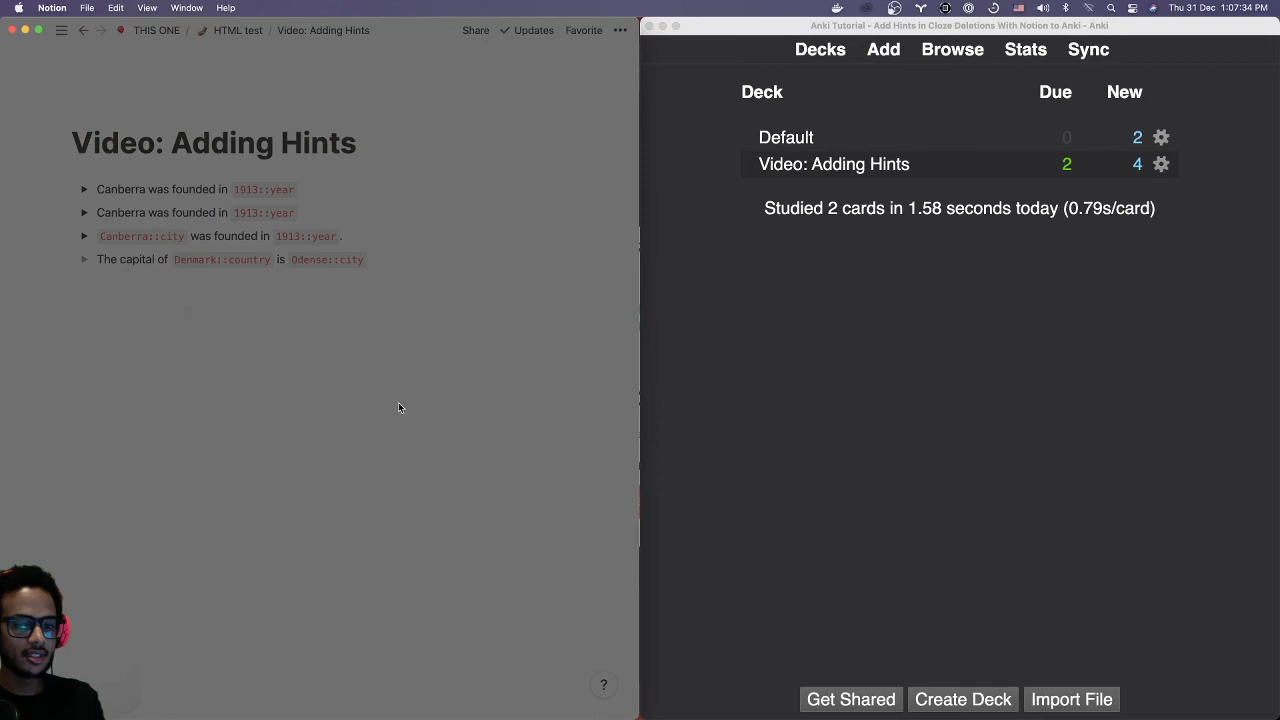 Notion File Edit View Window Help
Thu 31 Dec 1:07:34 PM
THIS ONE / HTML test / Video: Adding Hints
Share Updates Favorite •••
Video: Adding Hints
Canberra was founded in 1913::year
Canberra was founded in 1913::year
Canberra::city was founded in 1913::year.
The capital of Denmark::country is Odense::city
?
Anki Tutorial - Add Hints in Cloze Deletions With Notion to Anki - Anki
Decks Add Browse Stats Sync
Deck Due New
Default 0 2
Video: Adding Hints 2 4
Studied 2 cards in 1.58 seconds today (0.79s/card)
Get Shared Create Deck Import File